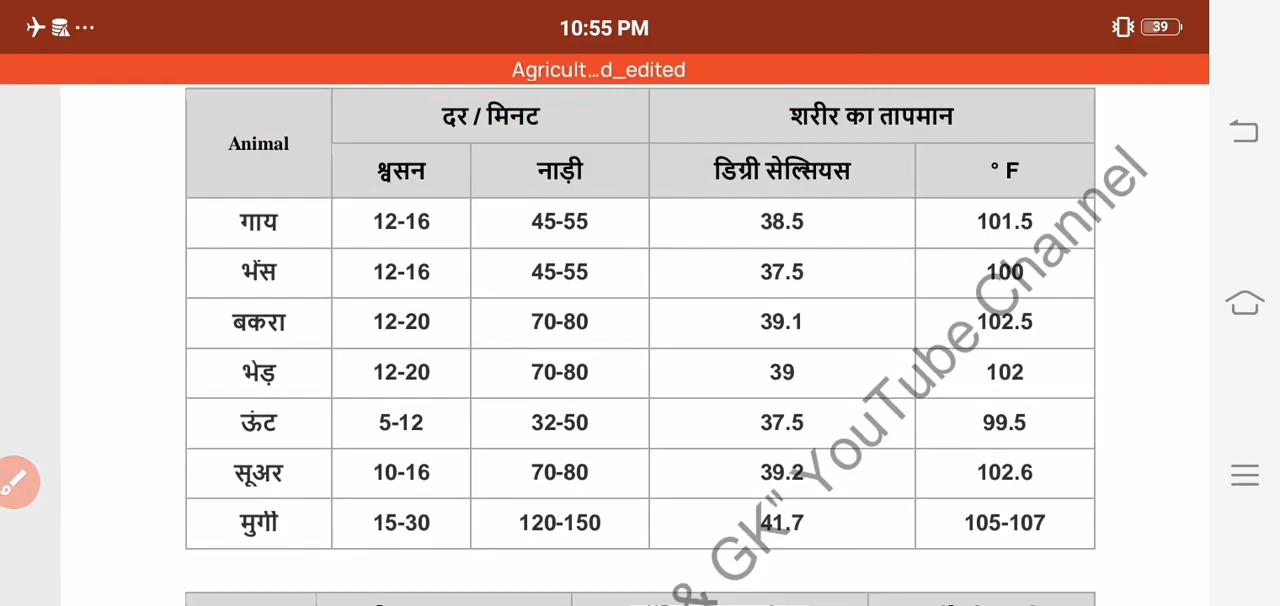 10:55 PM
39
Agricult...d_edited
Animal दर / मिनट शरीर का तापमान
श्वसन नाड़ी डिग्री सेल्सियस ° F
गाय 12-16 45-55 38.5 101.5
भैंस 12-16 45-55 37.5 100
बकरा 12-20 70-80 39.1 102.5
भेड़ 12-20 70-80 39 102
ऊंट 5-12 32-50 37.5 99.5
सूअर 10-16 70-80 39.2 102.6
मुर्गी 15-30 120-150 41.7 105-107
& GK" YouTube Channel